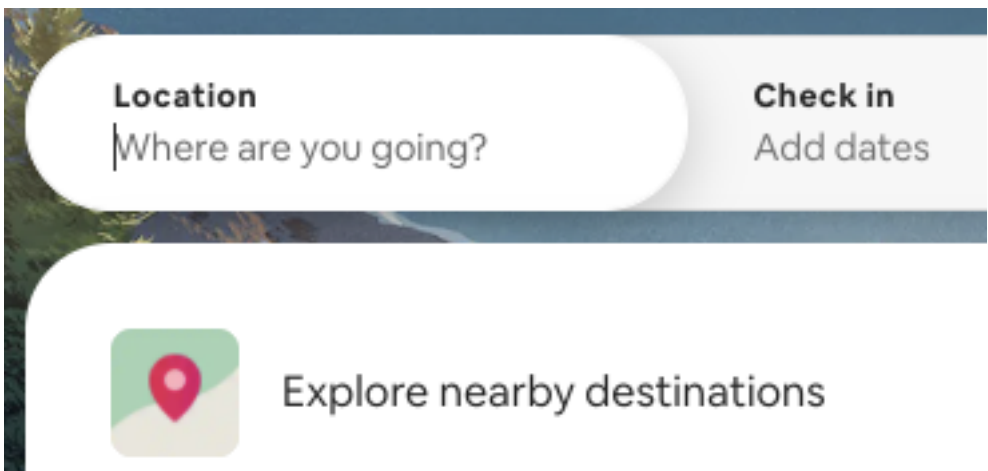 Location
Where are you going?
Check in
Add dates
Explore nearby destinations